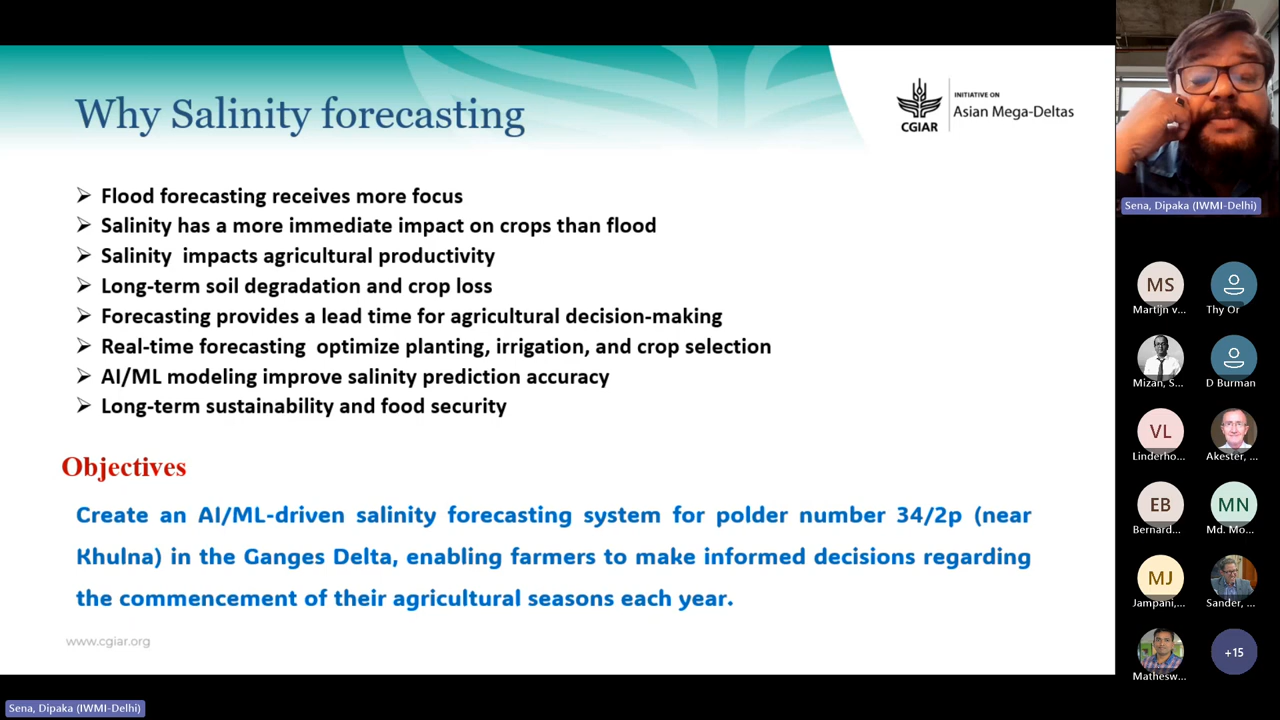 Why Salinity forecasting
INITIATIVE ON
Asian Mega-Deltas
CGIAR
➢ Flood forecasting receives more focus
➢ Salinity has a more immediate impact on crops than flood
➢ Salinity impacts agricultural productivity
➢ Long-term soil degradation and crop loss
➢ Forecasting provides a lead time for agricultural decision-making
➢ Real-time forecasting optimize planting, irrigation, and crop selection
➢ AI/ML modeling improve salinity prediction accuracy
➢ Long-term sustainability and food security
Objectives
Create an AI/ML-driven salinity forecasting system for polder number 34/2p (near
Khulna) in the Ganges Delta, enabling farmers to make informed decisions regarding
the commencement of their agricultural seasons each year.
www.cgiar.org
Sena, Dipaka (IWMI-Delhi)
Sena, Dipaka (IWMI-Delhi)
MS
Martijn v...
Thy Or
Mizan, S...
D Burman
VL
Linderho...
Akester, ...
EB
Bernard...
MN
Md. Mo...
MJ
Jampani,...
Sander, ...
Mathesw...
+15